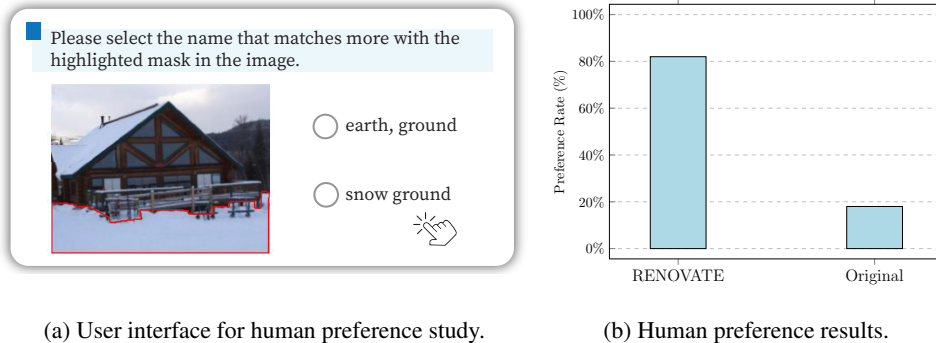 Please select the name that matches more with the
highlighted mask in the image.
earth, ground
snow ground
(a) User interface for human preference study.
Preference Rate (%)
100%
80%
60%
40%
20%
0%
RENOVATE
Original
(b) Human preference results.